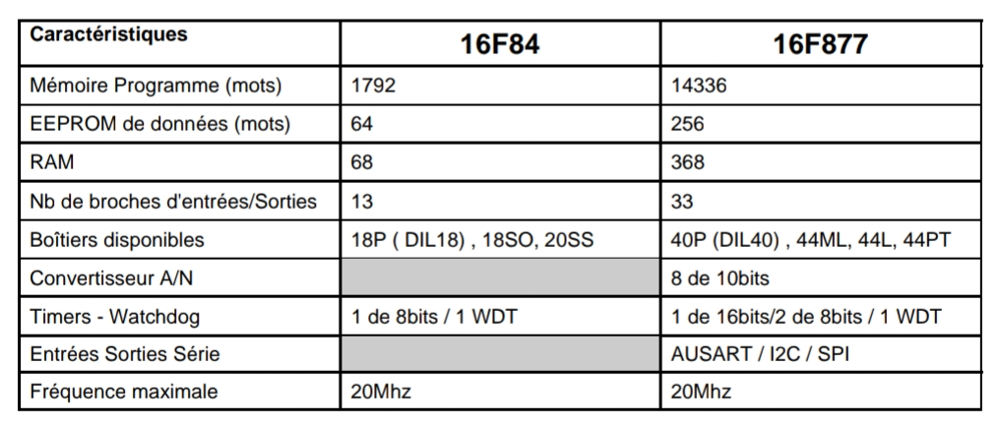 Caractéristiques 16F84 16F877
Mémoire Programme (mots) 1792 14336
EEPROM de données (mots) 64 256
RAM 68 368
Nb de broches d'entrées/Sorties 13 33
Boîtiers disponibles 18P ( DIL18) , 18SO, 20SS 40P (DIL40) , 44ML, 44L, 44PT
Convertisseur A/N 8 de 10bits
Timers - Watchdog 1 de 8bits / 1 WDT 1 de 16bits/2 de 8bits / 1 WDT
Entrées Sorties Série AUSART / I2C / SPI
Fréquence maximale 20Mhz 20Mhz